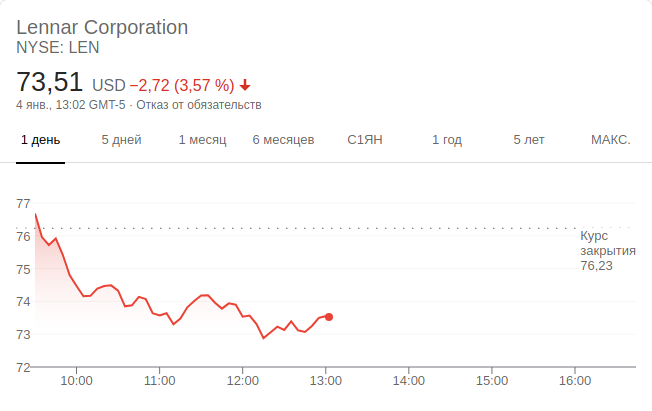 Lennar Corporation
NYSE: LEN
73,51 USD −2,72 (3,57 %)
4 янв., 13:02 GMT-5 · Отказ от обязательств
1 день 5 дней 1 месяц 6 месяцев С1ЯН 1 год 5 лет МАКС.
77
76
75
74
73
72
Курс
закрытия
76,23
10:00 11:00 12:00 13:00 14:00 15:00 16:00